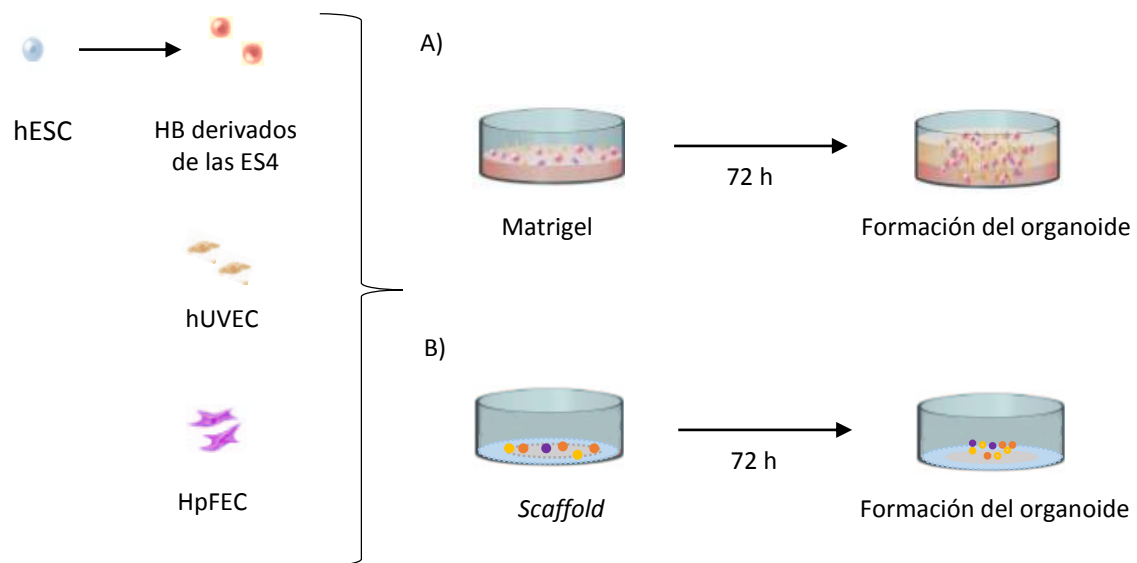 hESC
HB derivados
de las ES4
hUVEC
HpFEC
A)
72 h
Matrigel
Formación del organoide
B)
72 h
Scaffold
Formación del organoide